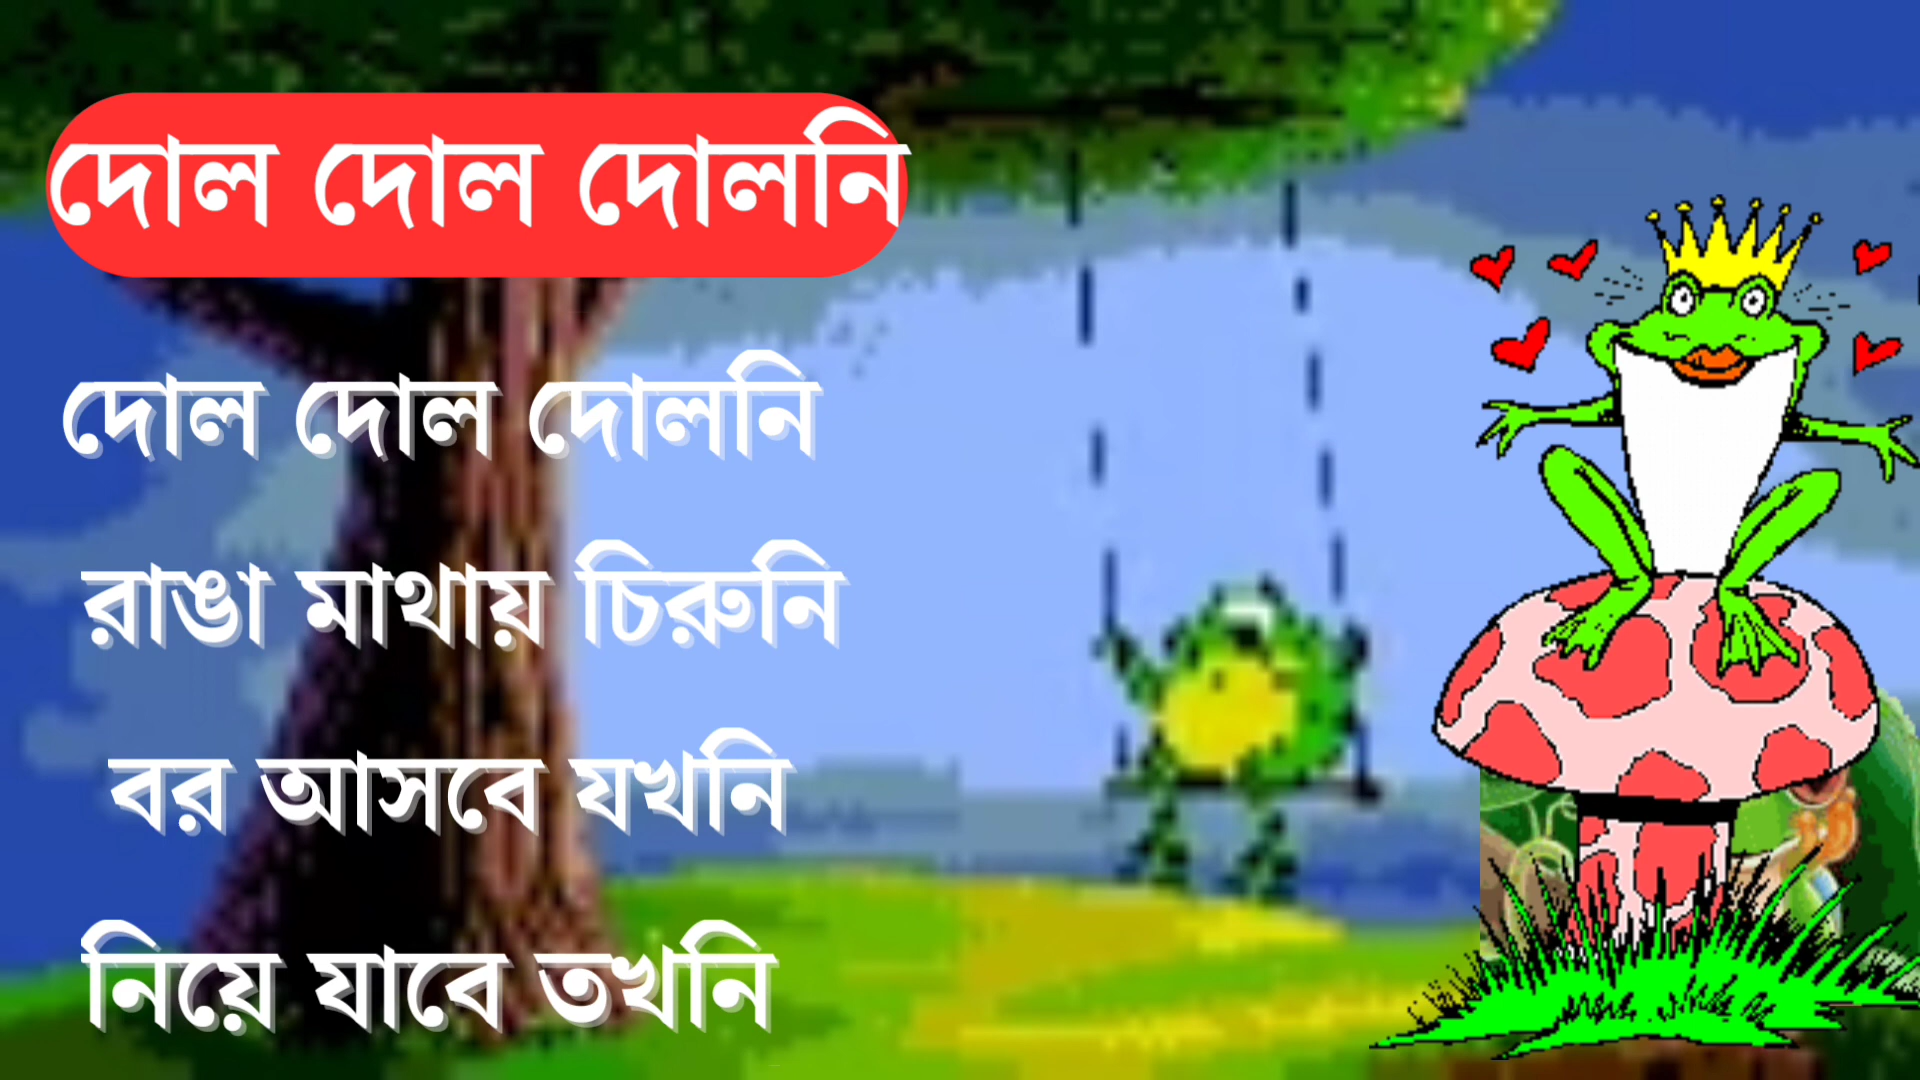 দোল দোল দোলনি
দোল দোল দোলনি
রাঙা মাথায় চিরুনি
বর আসবে যখনি
নিয়ে যাবে তখনি